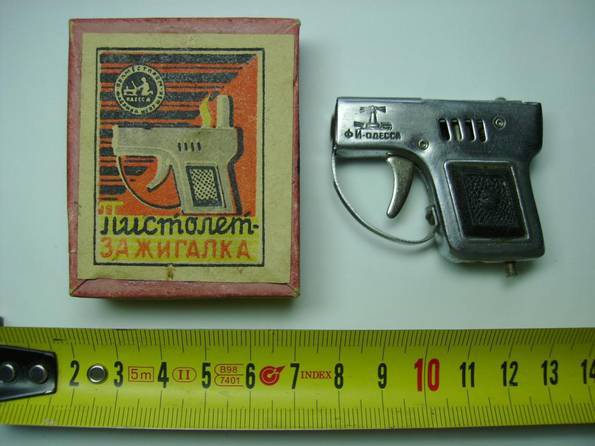 Пистолет-
ЗАЖИГАЛКА
ФИ-ОДЕССА
2 3 5m 4 II 5 B98 7401 6 7 INDEX 8 9 10 11 12 13 14